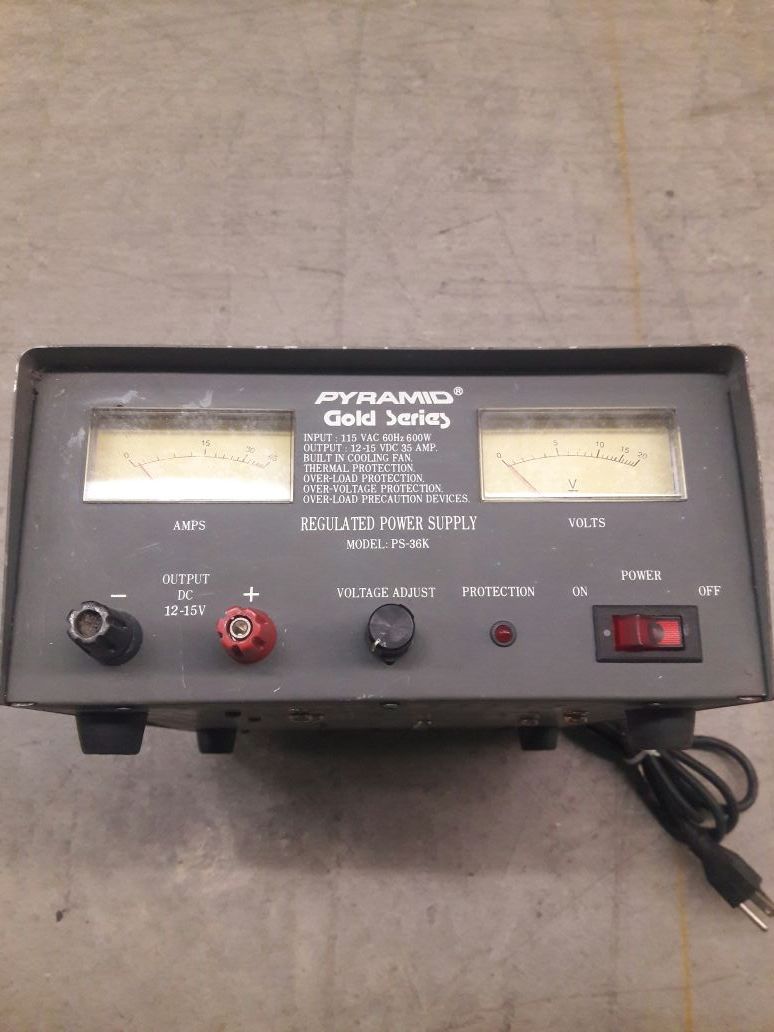 PYRAMID®
Gold Series
INPUT : 115 VAC 60Hz 600W
OUTPUT : 12-15 VDC 35 AMP.
BUILT IN COOLING FAN.
THERMAL PROTECTION.
OVER-LOAD PROTECTION.
OVER-VOLTAGE PROTECTION.
OVER-LOAD PRECAUTION DEVICES.
0 15 30
0 5 10 15 20
V
AMPS
REGULATED POWER SUPPLY
VOLTS
MODEL: PS-36K
OUTPUT
DC
12-15V
− +
VOLTAGE ADJUST
PROTECTION
POWER
ON OFF